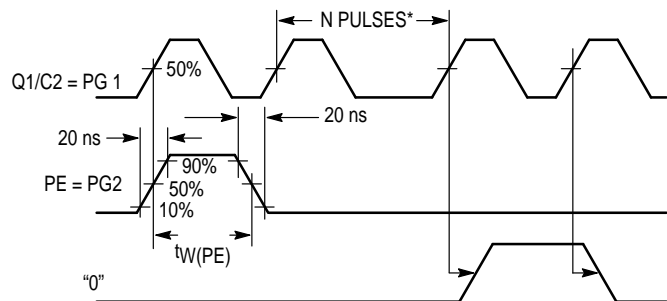 N PULSES*
Q1/C2 = PG 1
50%
20 ns
20 ns
90%
PE = PG2
50%
10%
tW(PE)
“0”